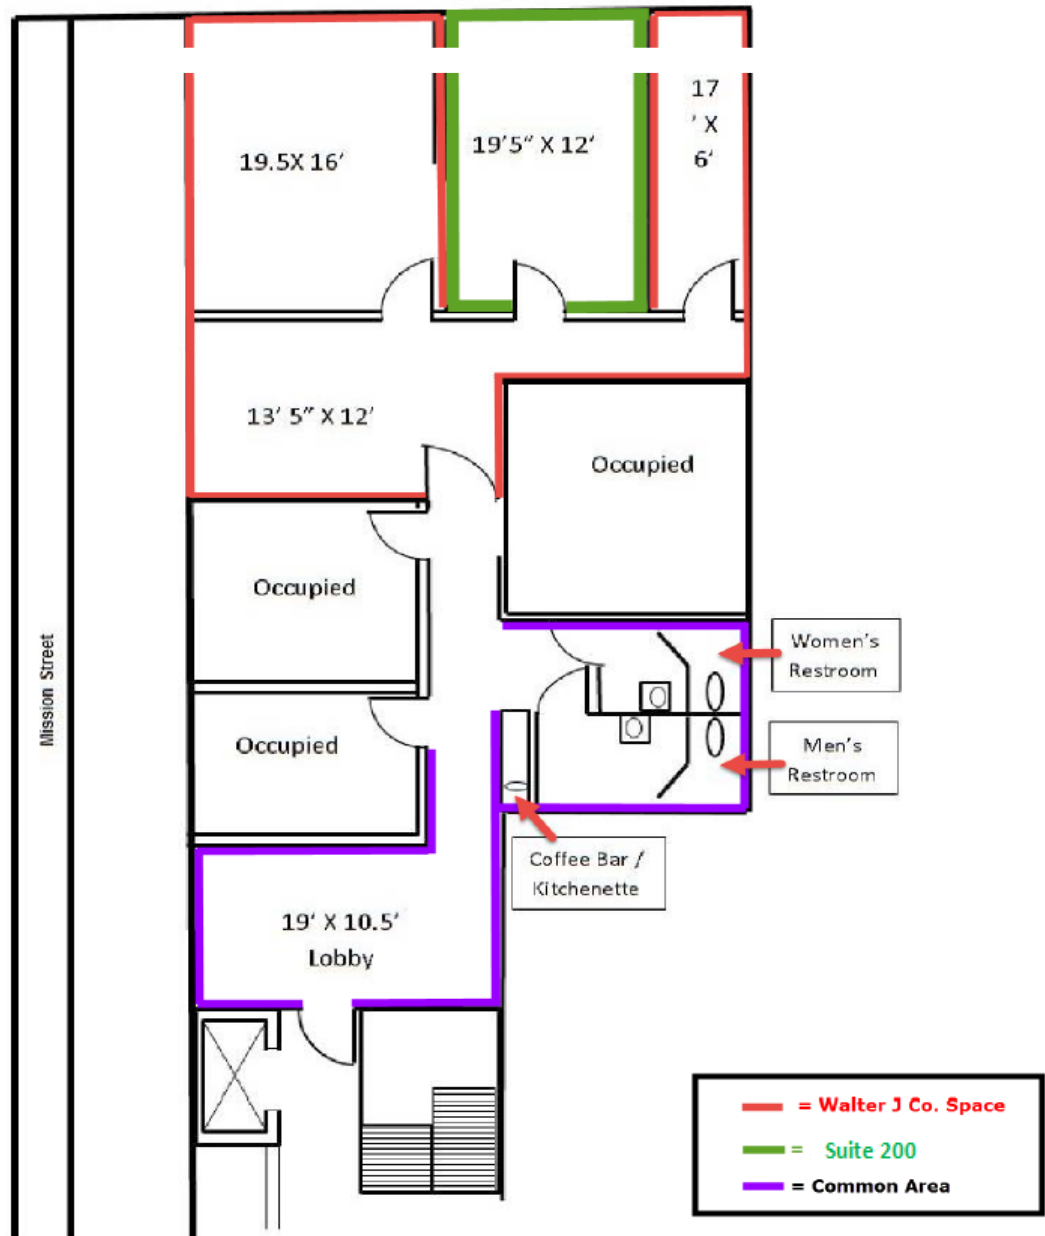 17
' X
6'
19.5X 16'
19'5" X 12'
13' 5" X 12'
Occupied
Occupied
Women's
Restroom
Mission Street
Occupied
Men's
Restroom
Coffee Bar /
Kitchenette
19' X 10.5'
Lobby
= Walter J Co. Space
= Suite 200
= Common Area